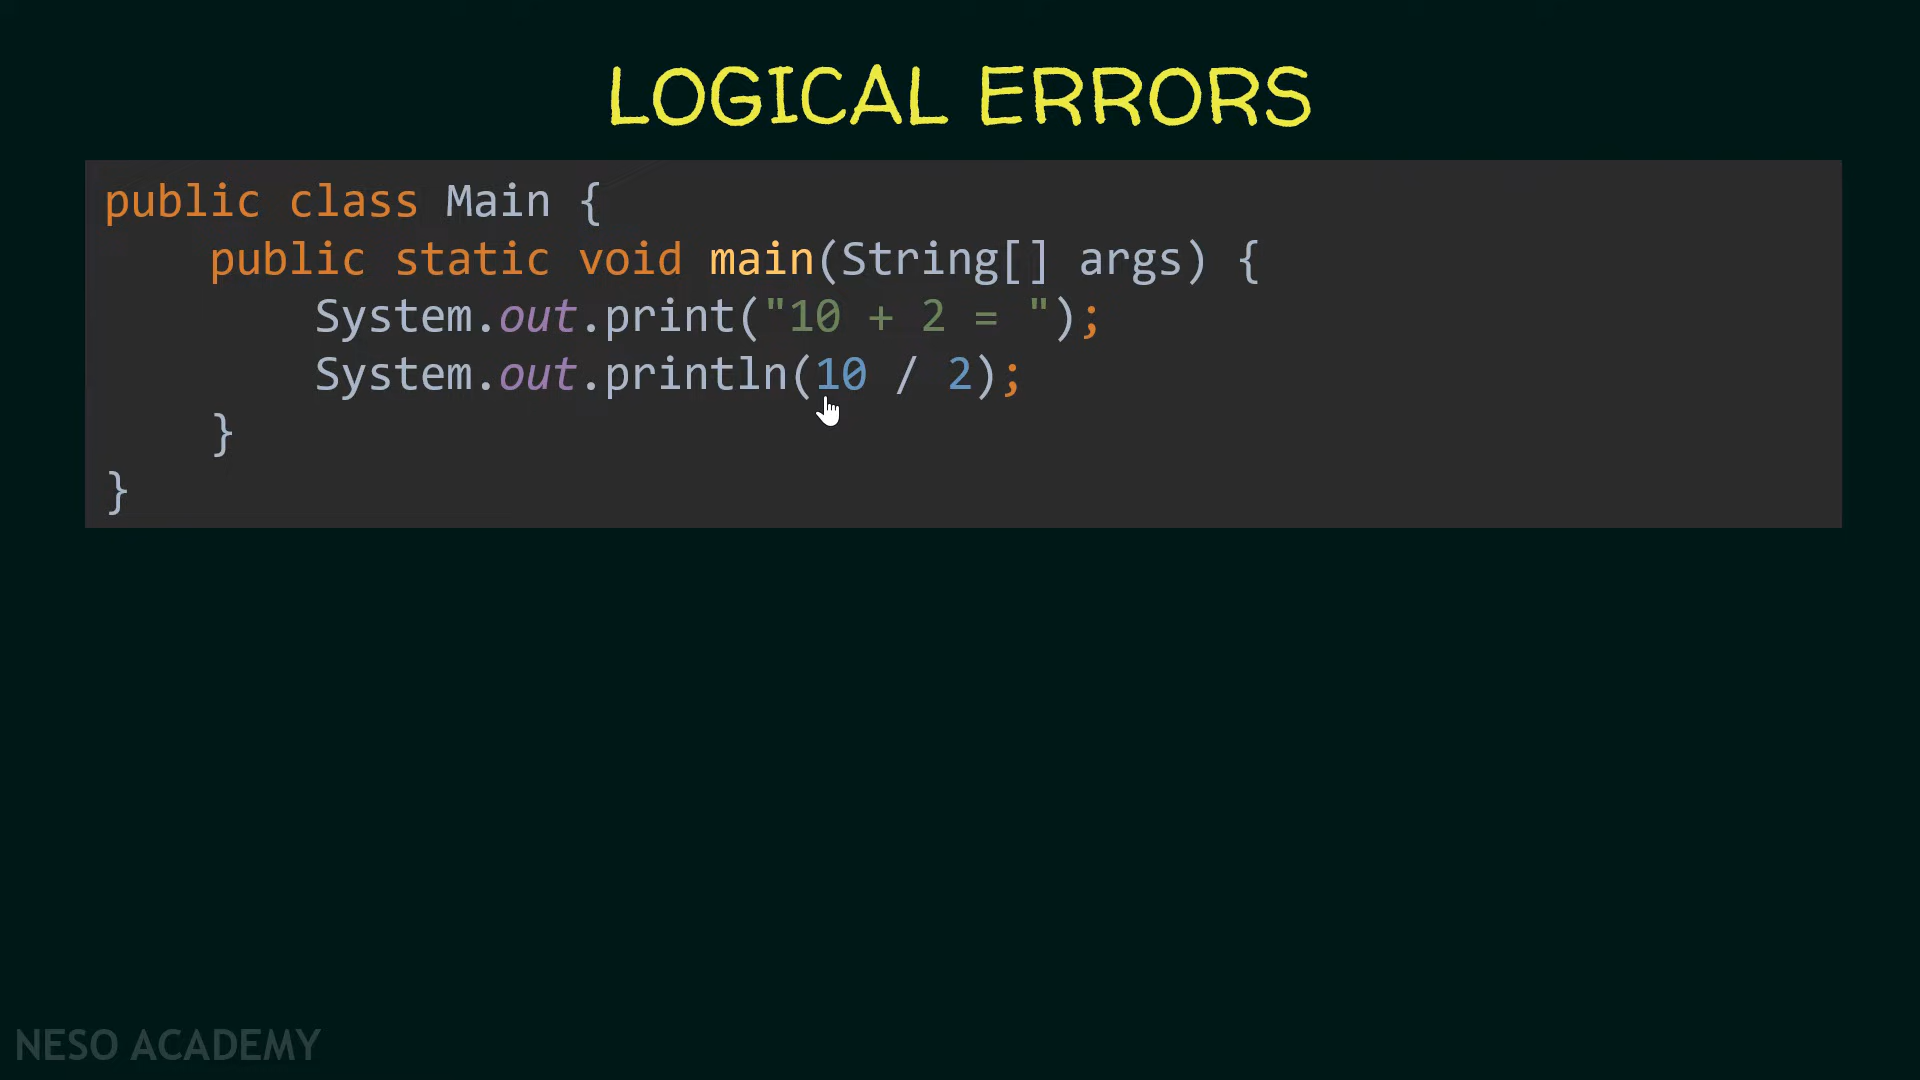 LOGICAL ERRORS
public class Main {
    public static void main(String[] args) {
        System.out.print("10 + 2 = ");
        System.out.println(10 / 2);
    }
}
NESO ACADEMY